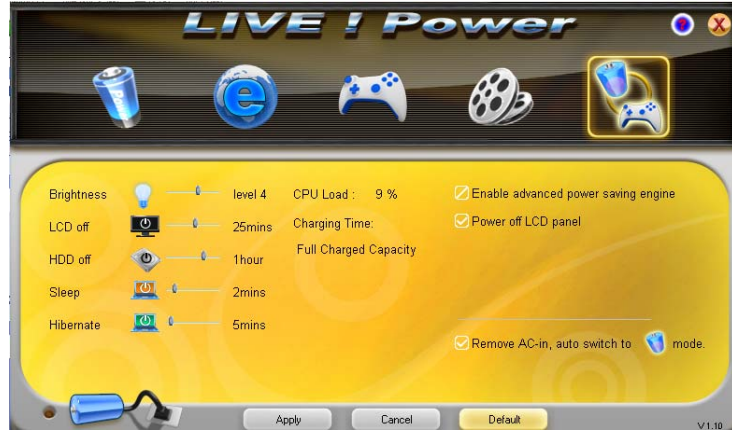 LIVE ! Power
Power
Brightness level 4 CPU Load : 9 % Enable advanced power saving engine
LCD off 25mins Charging Time: Power off LCD panel
HDD off 1hour Full Charged Capacity
Sleep 2mins
Hibernate 5mins
Remove AC-in, auto switch to mode.
Apply Cancel Default
V1.10